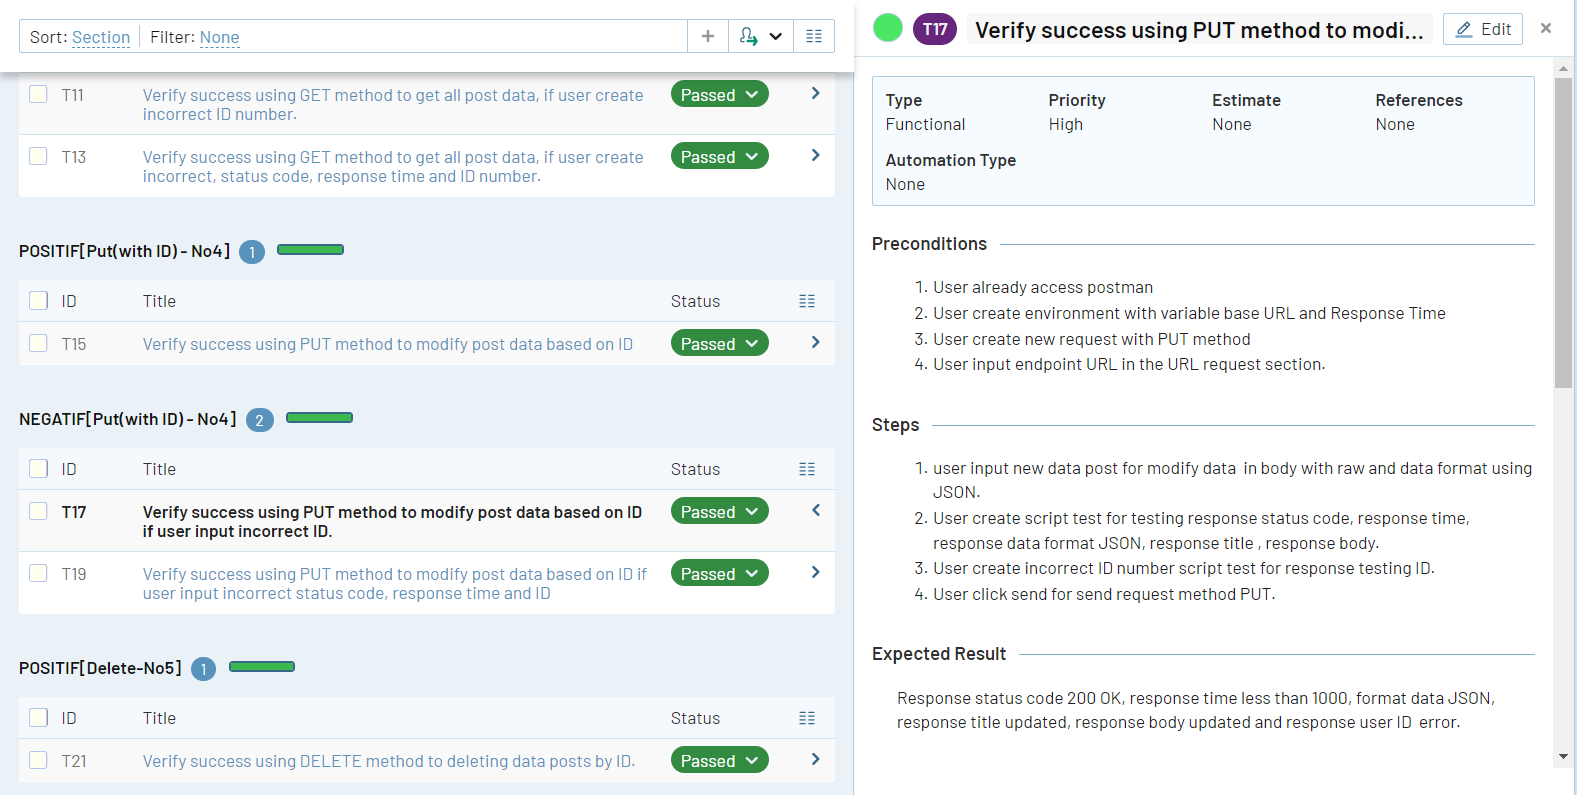 Sort: Section Filter: None
T11 Verify success using GET method to get all post data, if user create Passed
incorrect ID number.
T13 Verify success using GET method to get all post data, if user create Passed
incorrect, status code, response time and ID number.
POSITIF[Put(with ID) - No4] 1
ID Title Status
T15 Verify success using PUT method to modify post data based on ID Passed
NEGATIF[Put(with ID) - No4] 2
ID Title Status
T17 Verify success using PUT method to modify post data based on ID Passed
if user input incorrect ID.
T19 Verify success using PUT method to modify post data based on ID if Passed
user input incorrect status code, response time and ID
POSITIF[Delete-No5] 1
ID Title Status
T21 Verify success using DELETE method to deleting data posts by ID. Passed
T17 Verify success using PUT method to modi... Edit
Type Priority Estimate References
Functional High None None
Automation Type
None
Preconditions
1. User already access postman
2. User create environment with variable base URL and Response Time
3. User create new request with PUT method
4. User input endpoint URL in the URL request section.
Steps
1. user input new data post for modify data in body with raw and data format using
JSON.
2. User create script test for testing response status code, response time,
response data format JSON, response title , response body.
3. User create incorrect ID number script test for response testing ID.
4. User click send for send request method PUT.
Expected Result
Response status code 200 OK, response time less than 1000, format data JSON,
response title updated, response body updated and response user ID error.